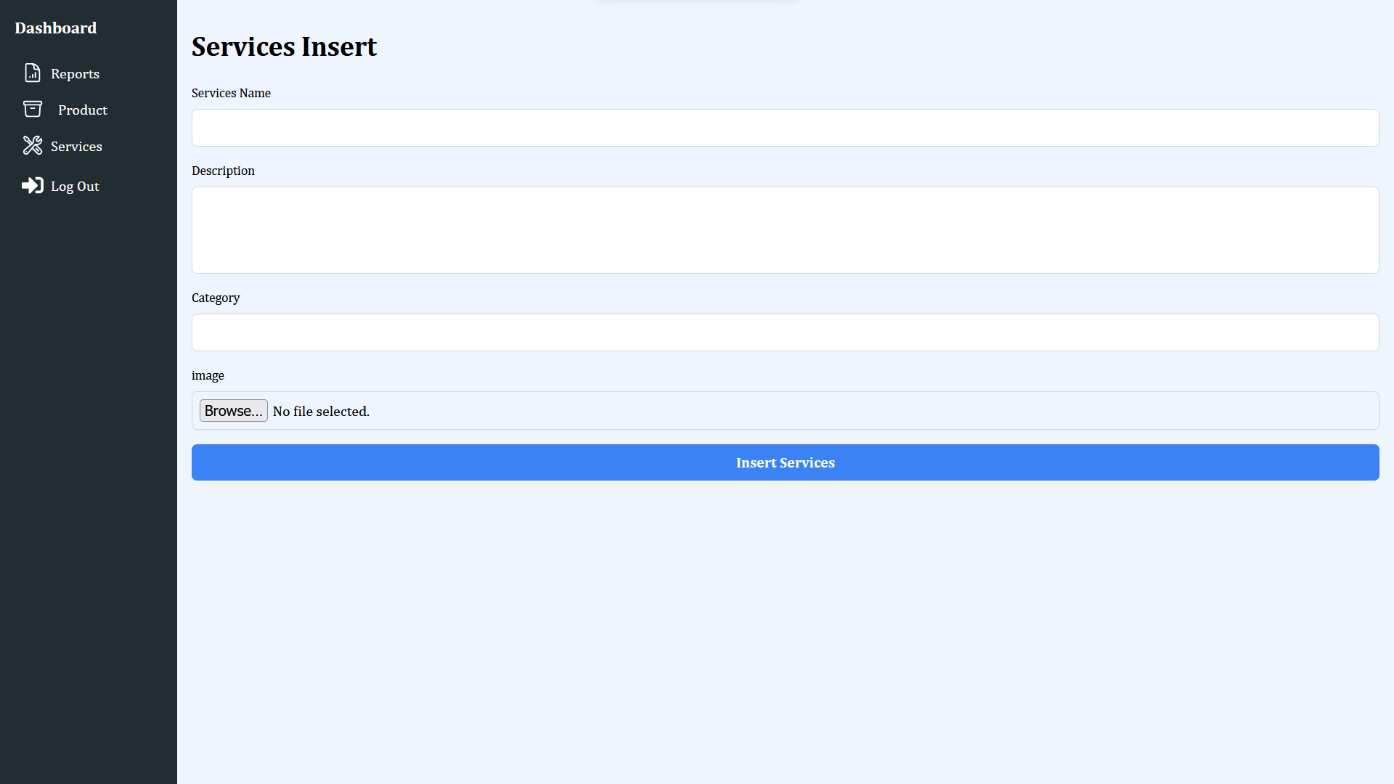 Dashboard
Reports
Product
Services
Log Out
Services Insert
Services Name
Description
Category
image
Browse... No file selected.
Insert Services